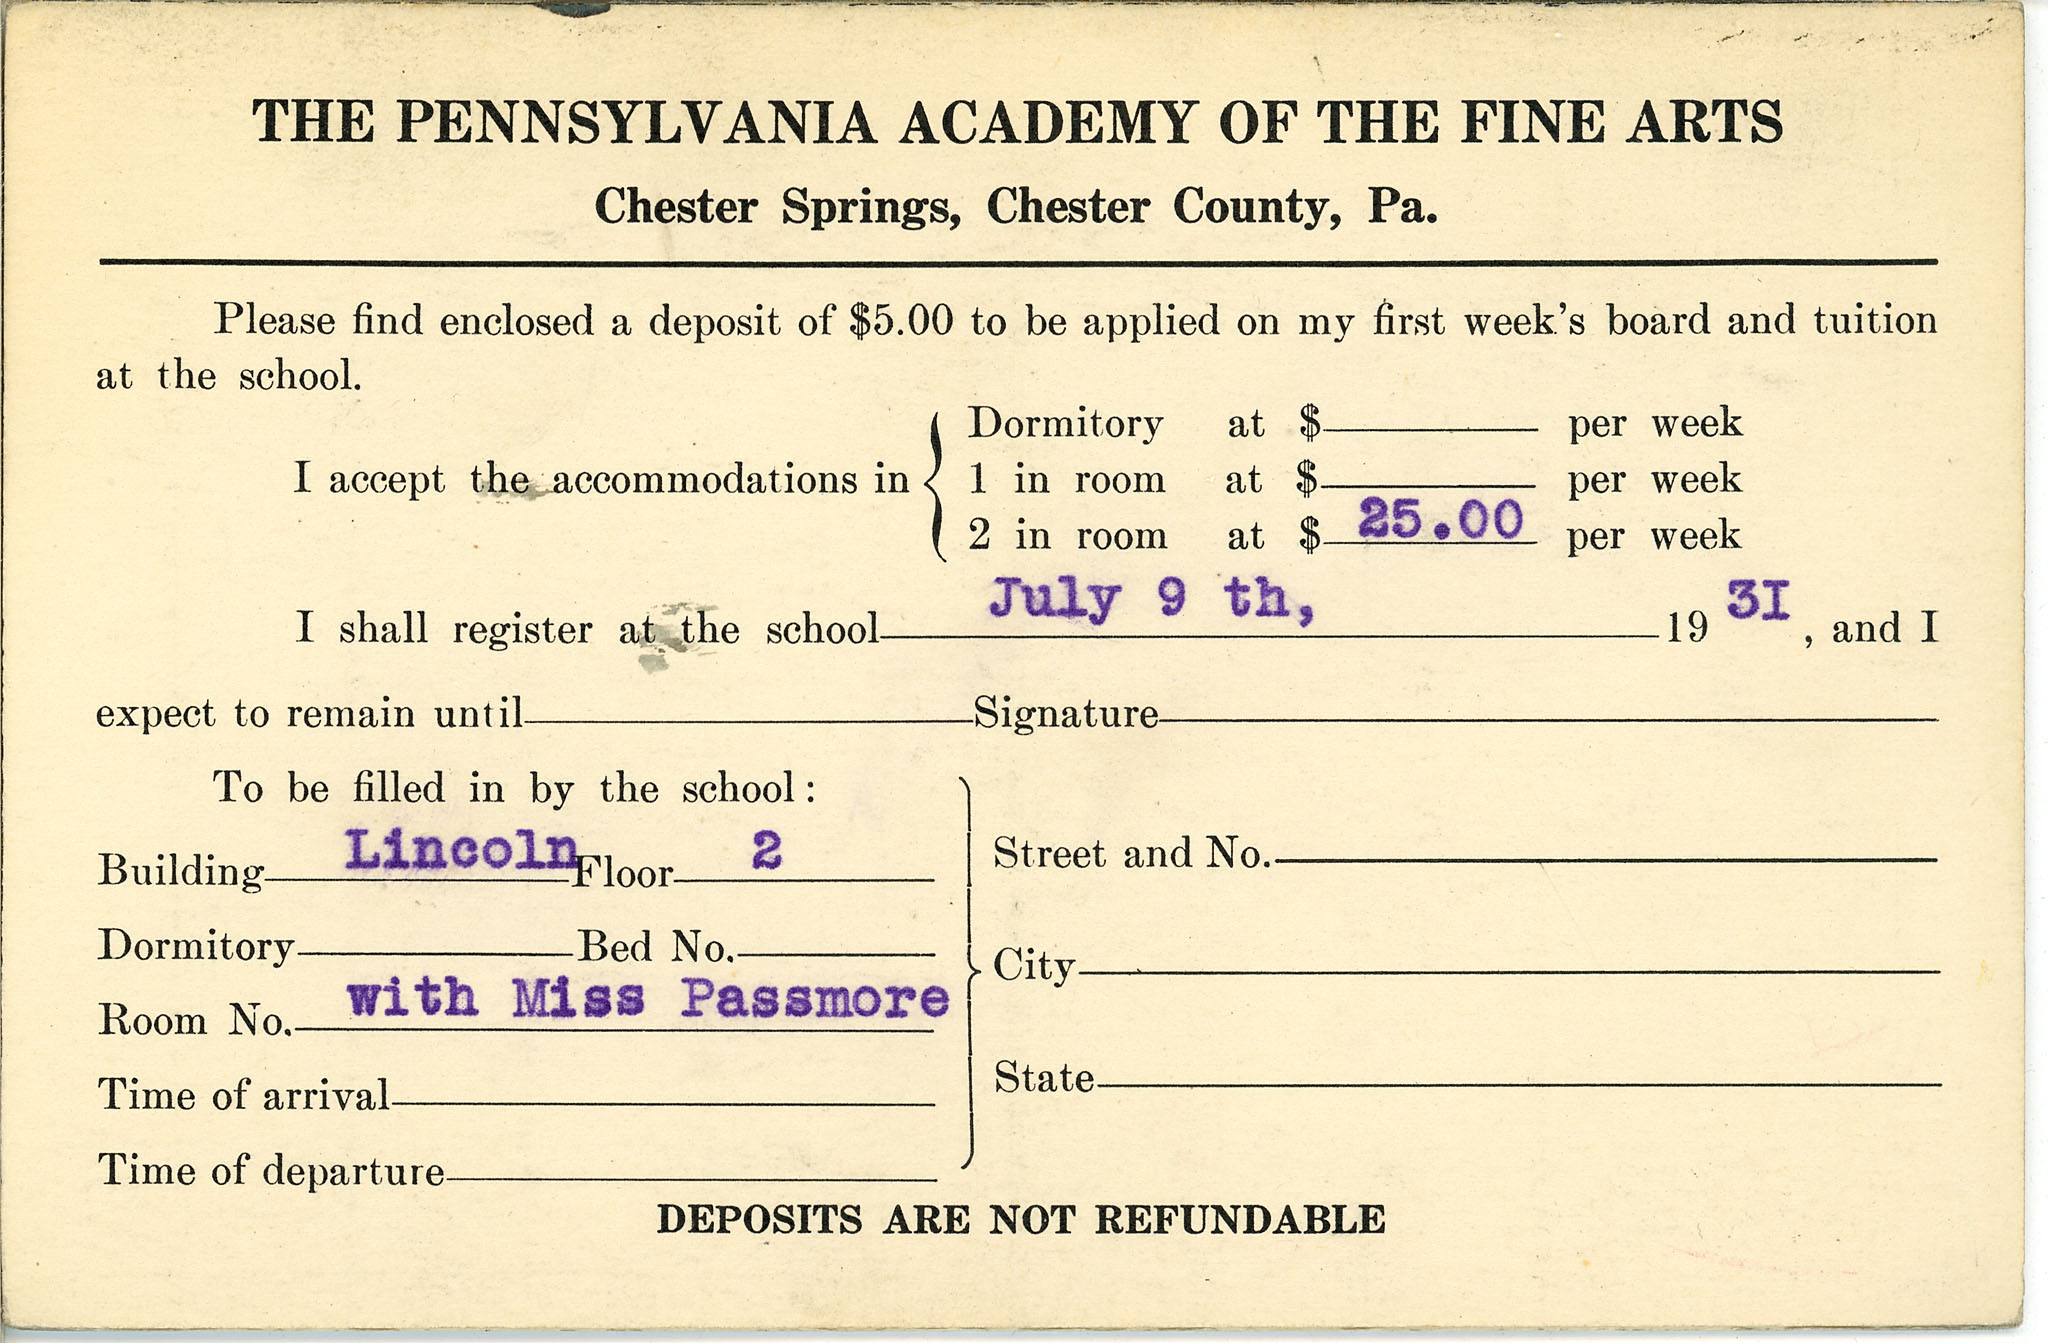 THE PENNSYLVANIA ACADEMY OF THE FINE ARTS
Chester Springs, Chester County, Pa.
Please find enclosed a deposit of $5.00 to be applied on my first week's board and tuition
at the school.
I accept the accommodations in
Dormitory at $ per week
1 in room at $ per week
2 in room at $ 25.00 per week
I shall register at the school July 9 th, 19 3I , and I
expect to remain until Signature
To be filled in by the school:
Building Lincoln Floor 2
Dormitory Bed No.
Room No. with Miss Passmore
Time of arrival
Time of departure
Street and No.
City
State
DEPOSITS ARE NOT REFUNDABLE